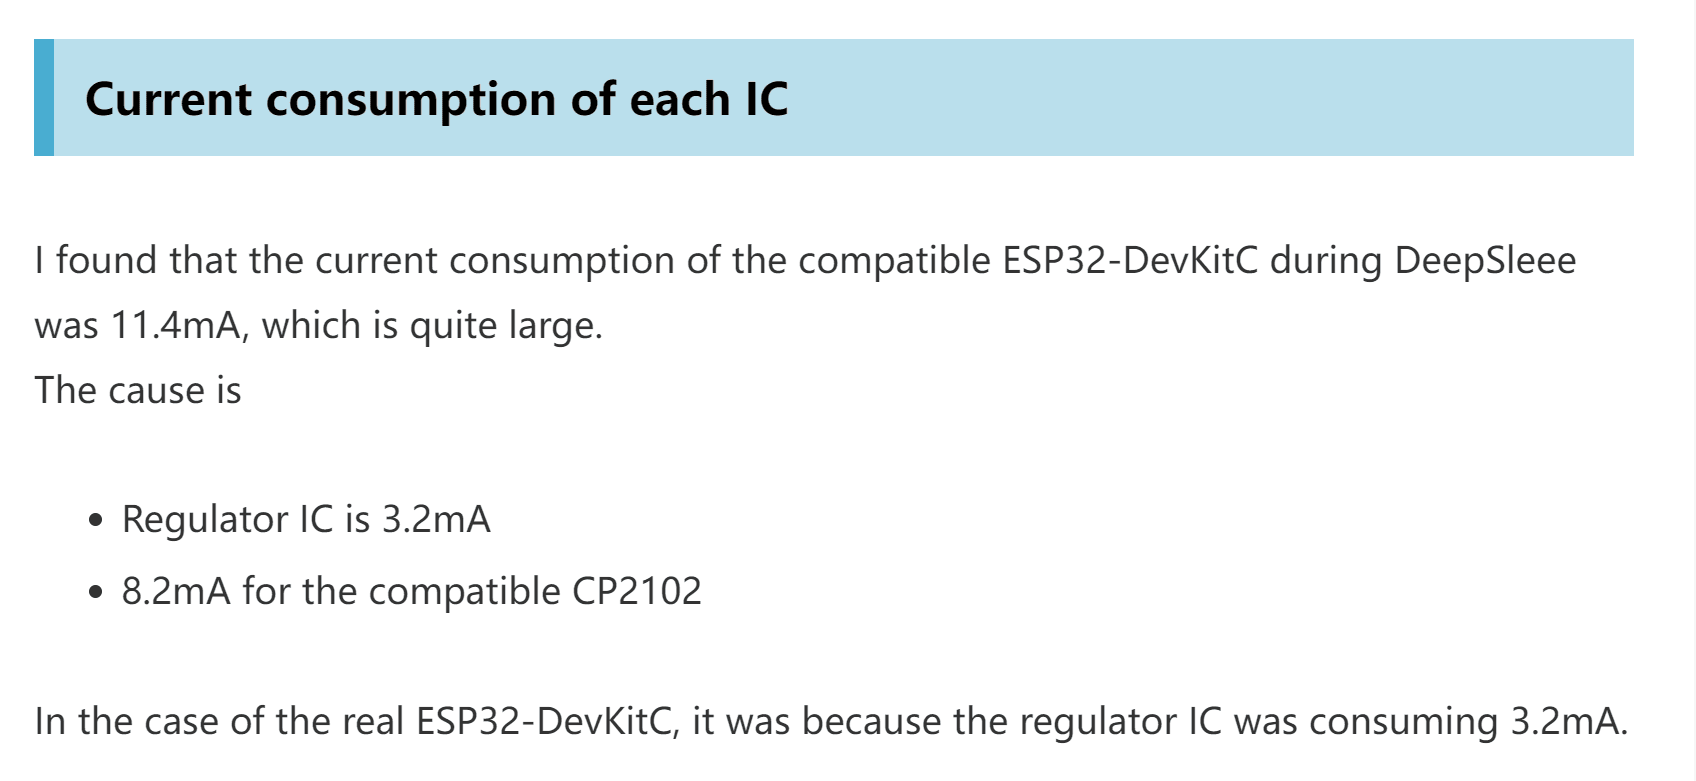 Current consumption of each IC
I found that the current consumption of the compatible ESP32-DevKitC during DeepSleee
was 11.4mA, which is quite large.
The cause is
• Regulator IC is 3.2mA
• 8.2mA for the compatible CP2102
In the case of the real ESP32-DevKitC, it was because the regulator IC was consuming 3.2mA.